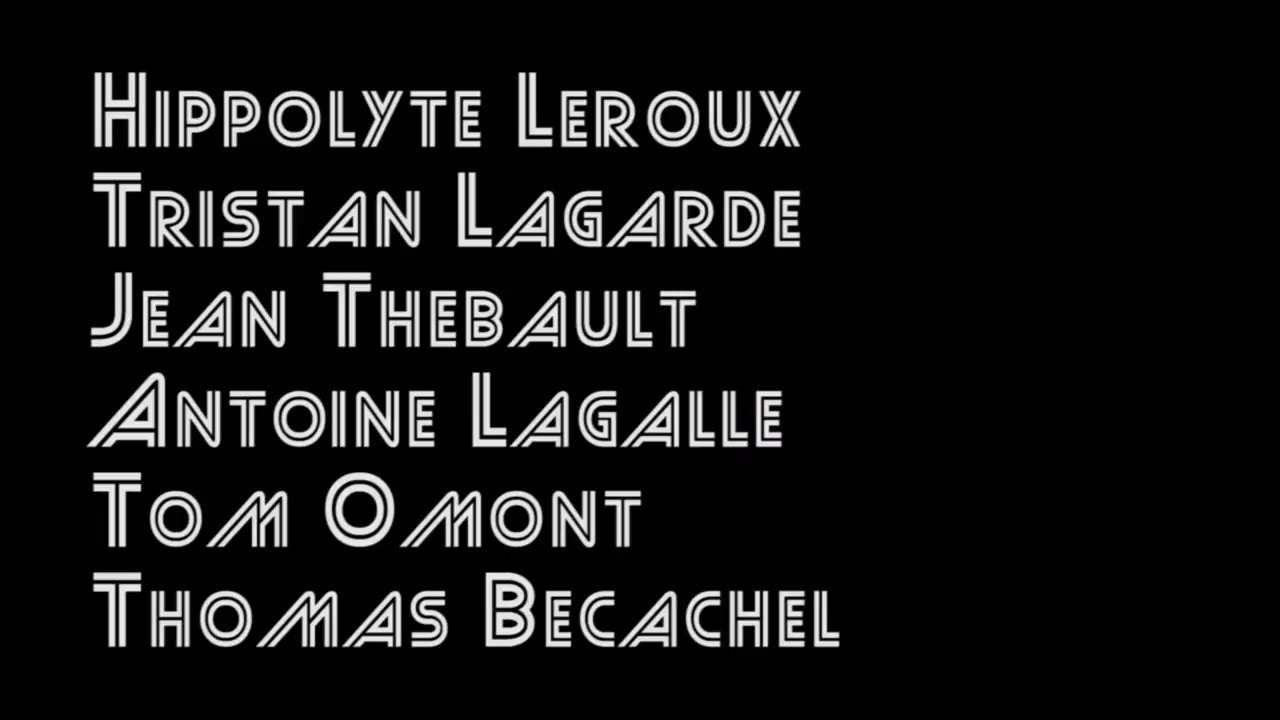 Hippolyte Leroux
Tristan Lagarde
Jean Thebault
Antoine Lagalle
Tom Omont
Thomas Becachel